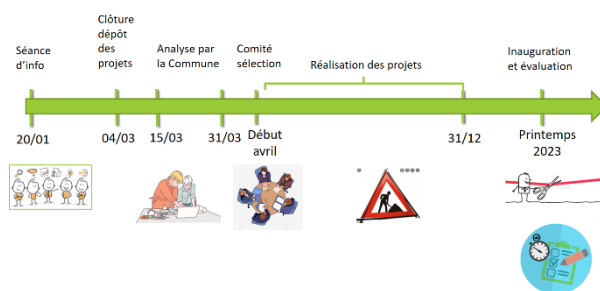 Séance
d'info
Clôture
dépôt
des
projets
Analyse par
la Commune
Comité
sélection
Réalisation des projets
Inauguration
et évaluation
20/01
04/03
15/03
31/03
Début
avril
31/12
Printemps
2023